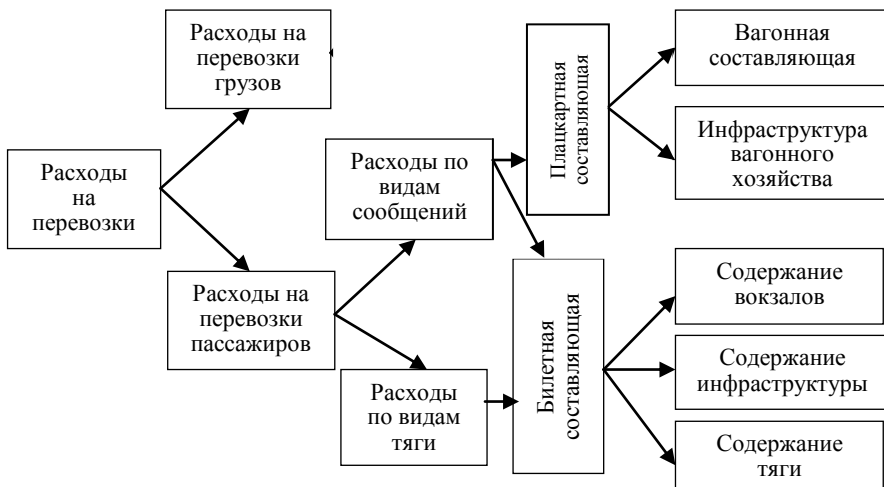 Расходы
на
перевозки
Расходы на
перевозки
грузов
Расходы на
перевозки
пассажиров
Расходы по
видам
сообщений
Расходы
по видам
тяги
Плацкартная
составляющая
Билетная
составляющая
Вагонная
составляющая
Инфраструктура
вагонного
хозяйства
Содержание
вокзалов
Содержание
инфраструктуры
Содержание
тяги